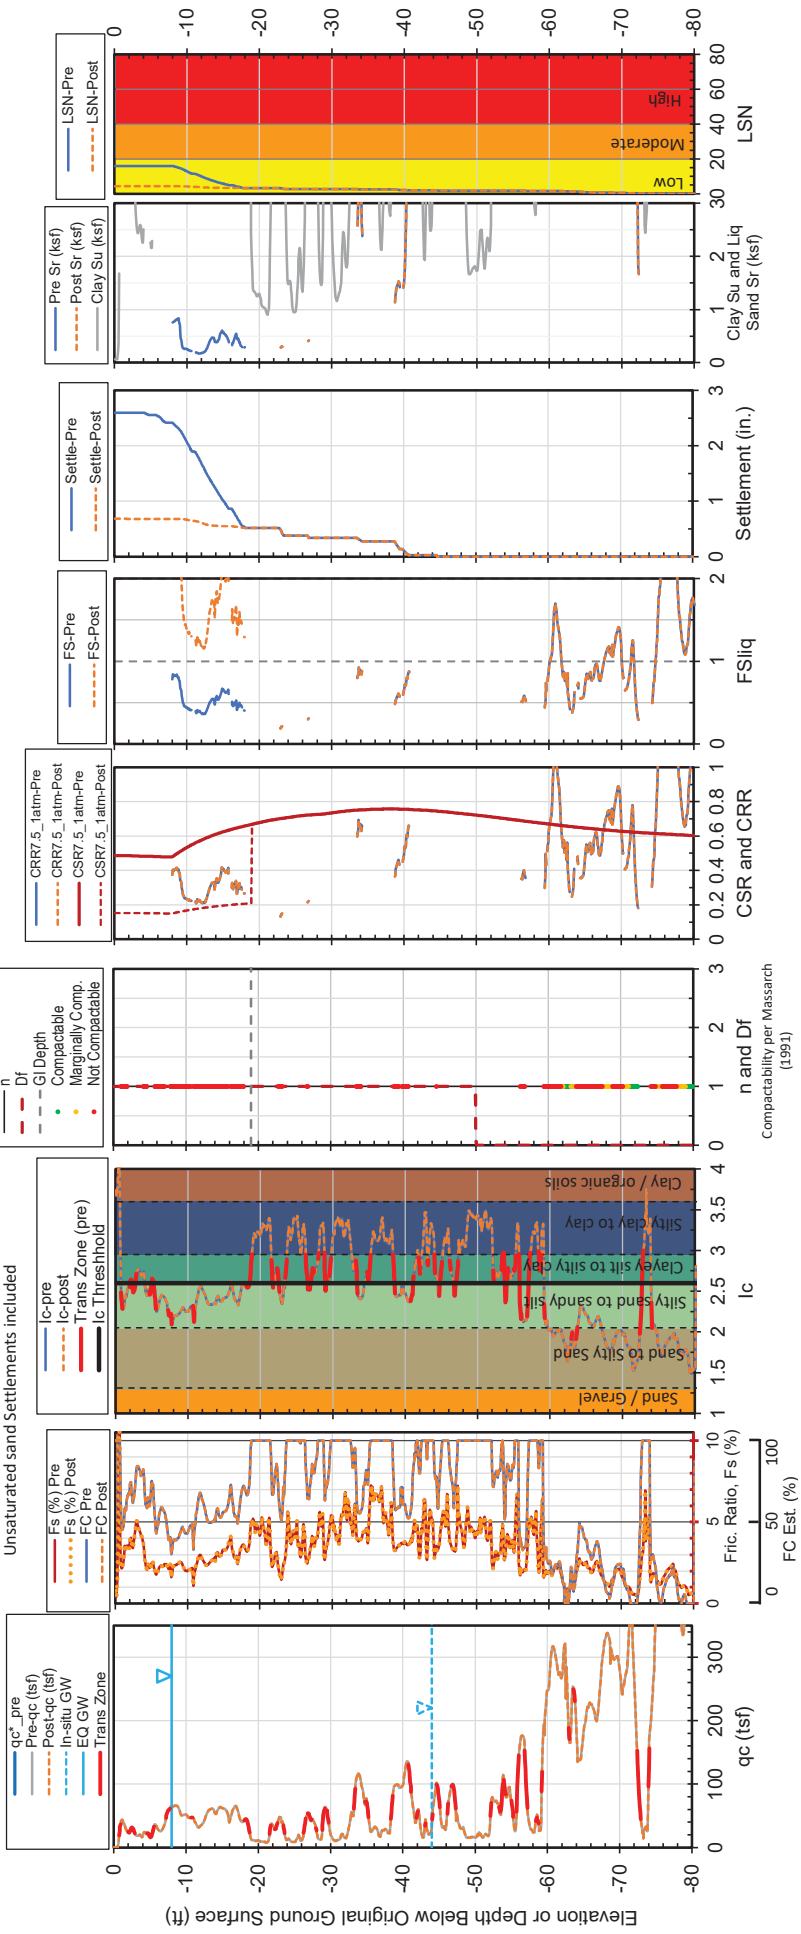 Unsaturated sand Settlements included
qc*_pre
Pre-qc (tsf)
Post-qc (tsf)
In-situ GW
EQ GW
Trans Zone
0
-10
-20
-30
-40
-50
-60
-70
-80
Elevation or Depth Below Original Ground Surface (ft)
0
100
200
300
qc (tsf)
Fs (%) Pre
Fs (%) Post
FC Pre
FC Post
0
5
10
Fric. Ratio, Fs (%)
0
50
100
FC Est. (%)
Ic-pre
Ic-post
Trans Zone (pre)
Ic Threshhold
Sand / Gravel
Sand to Silty Sand
Silty sand to sandy silt
Clayey silt to silty clay
Silty clay to clay
Clay / organic soils
1
1.5
2
2.5
3
3.5
4
Ic
n
Df
GI Depth
Compactable
Marginally Comp.
Not Compactable
0
1
2
3
n and Df
Compactability per Massarch
(1991)
CRR7.5_1atm-Pre
CRR7.5_1atm-Post
CSR7.5_1atm-Pre
CSR7.5_1atm-Post
0
0.2
0.4
0.6
0.8
1
CSR and CRR
FS-Pre
FS-Post
0
1
2
FSliq
Settle-Pre
Settle-Post
0
1
2
3
Settlement (in.)
Pre Sr (ksf)
Post Sr (ksf)
Clay Su (ksf)
0
1
2
3
Clay Su and Liq
Sand Sr (ksf)
LSN-Pre
LSN-Post
Low
Moderate
High
0
20
40
60
80
LSN
0
-10
-20
-30
-40
-50
-60
-70
-80